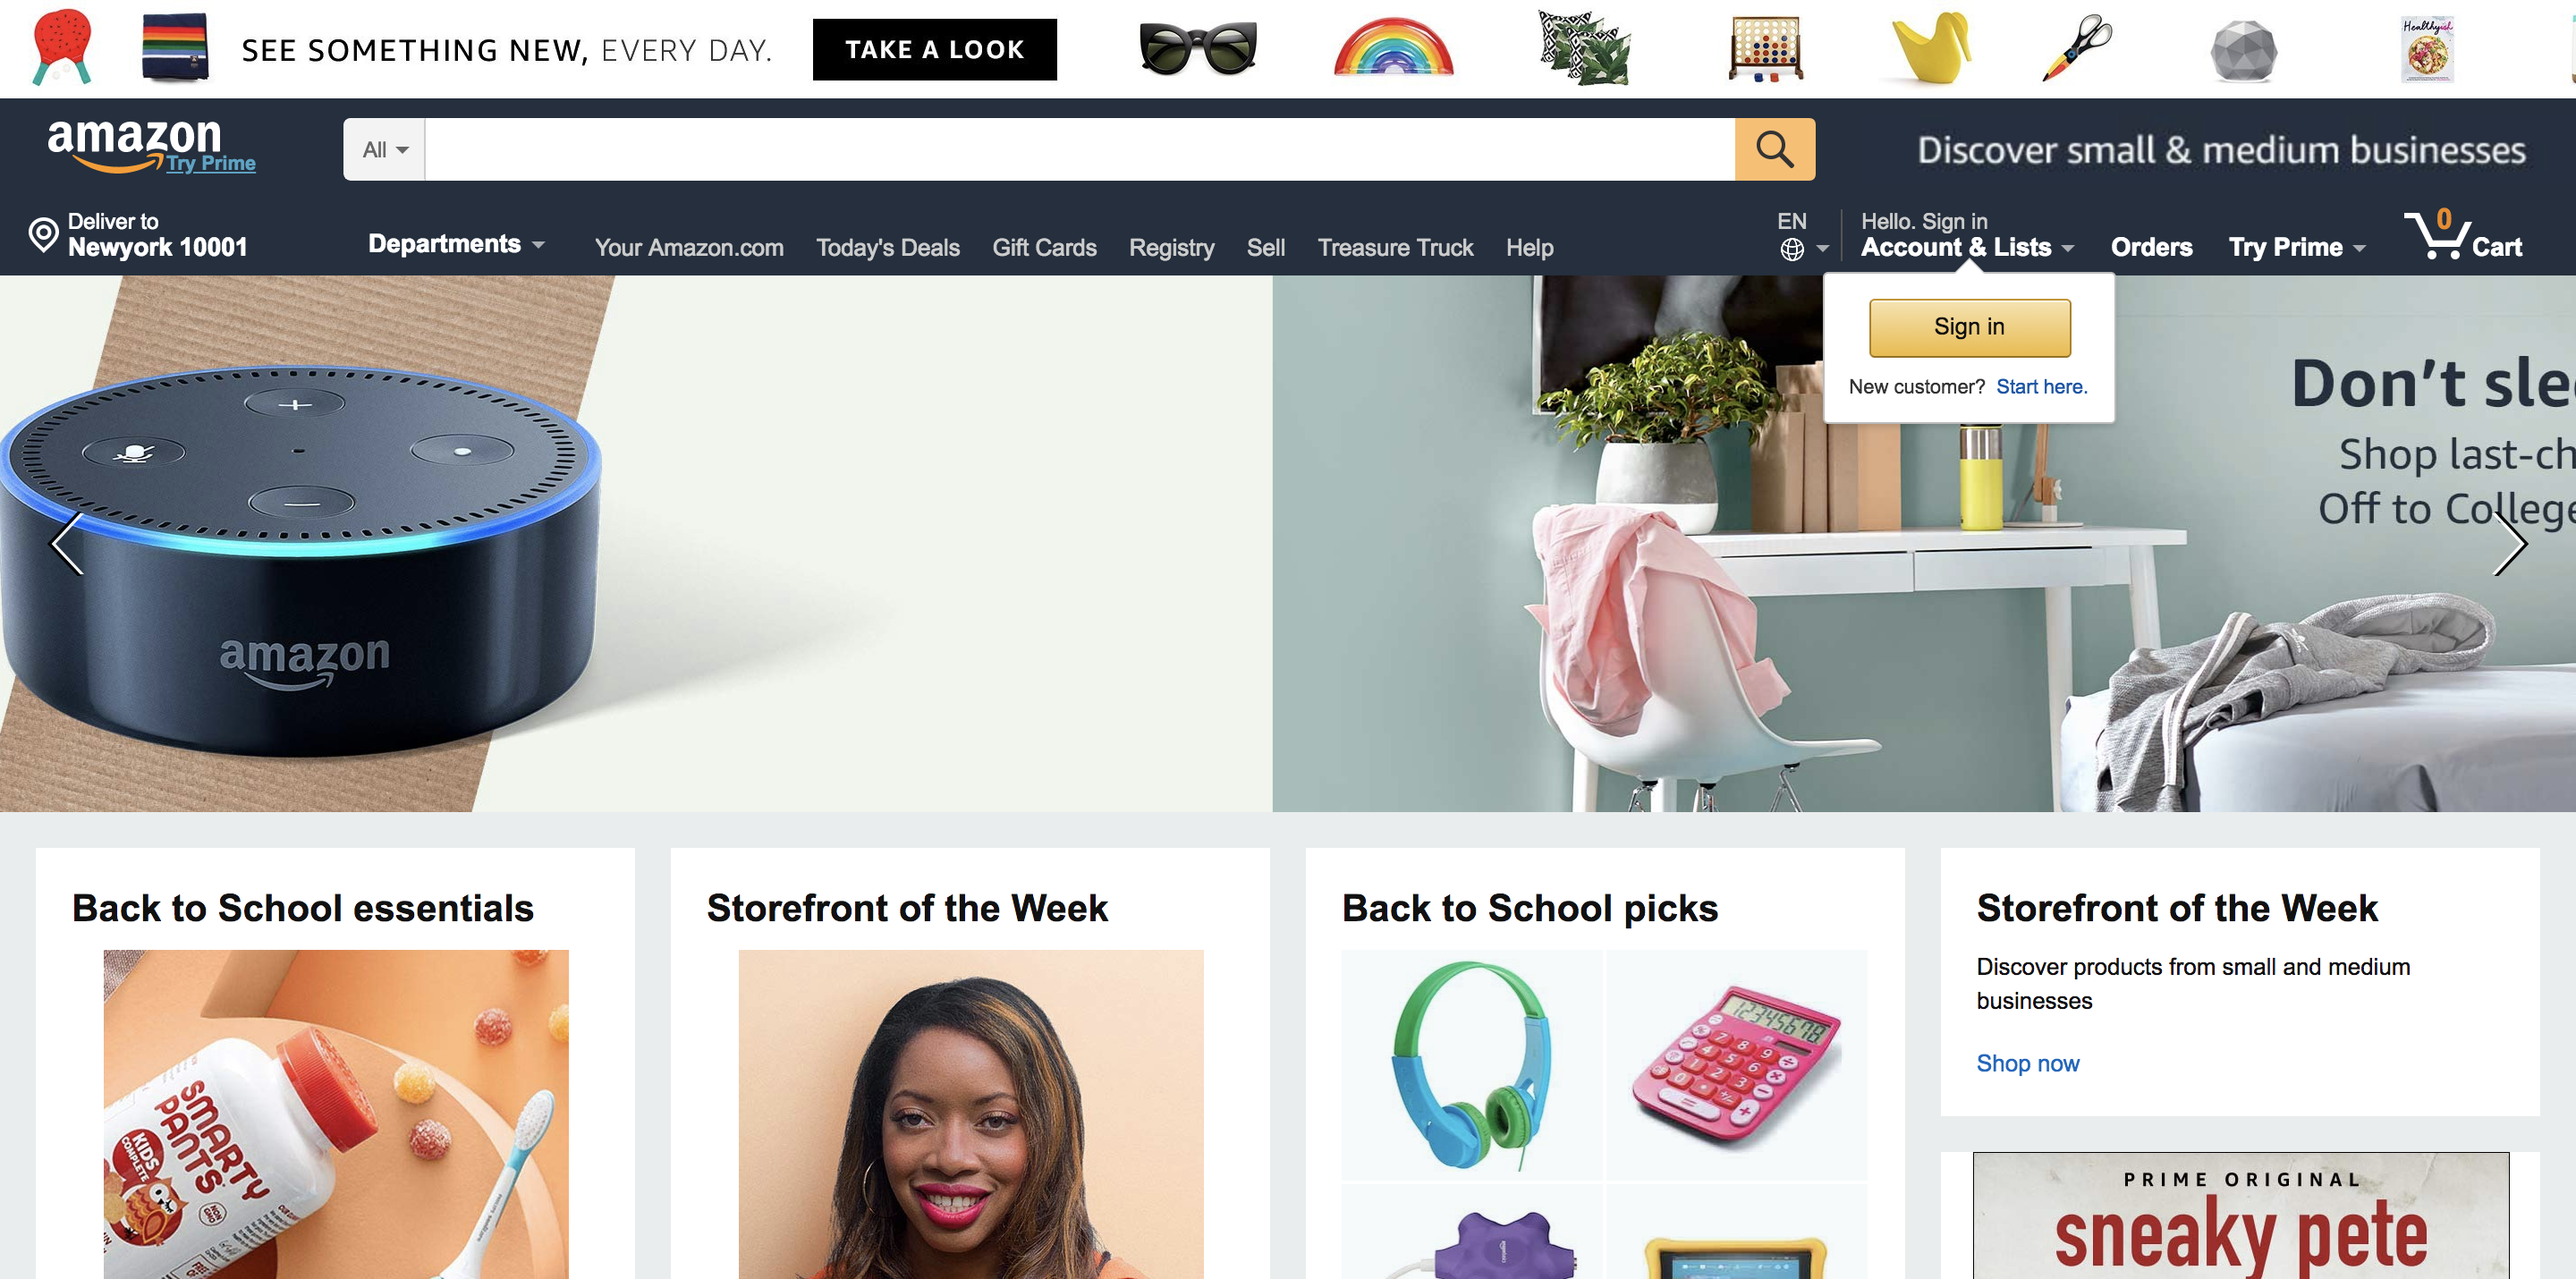 SEE SOMETHING NEW, EVERY DAY.
TAKE A LOOK
Healthyish
amazon
Try Prime
All
Discover small & medium businesses
Deliver to
Newyork 10001
Departments
Your Amazon.com
Today's Deals
Gift Cards
Registry
Sell
Treasure Truck
Help
EN
Hello. Sign in
Account & Lists
Orders
Try Prime
0
Cart
Sign in
New customer? Start here.
Don't sle
Shop last-ch
Off to College
amazon
Back to School essentials
SMARTY
PANTS
KIDS
COMPLETE
NON
GMO
Storefront of the Week
Back to School picks
12345678
Storefront of the Week
Discover products from small and medium
businesses
Shop now
PRIME ORIGINAL
sneaky pete